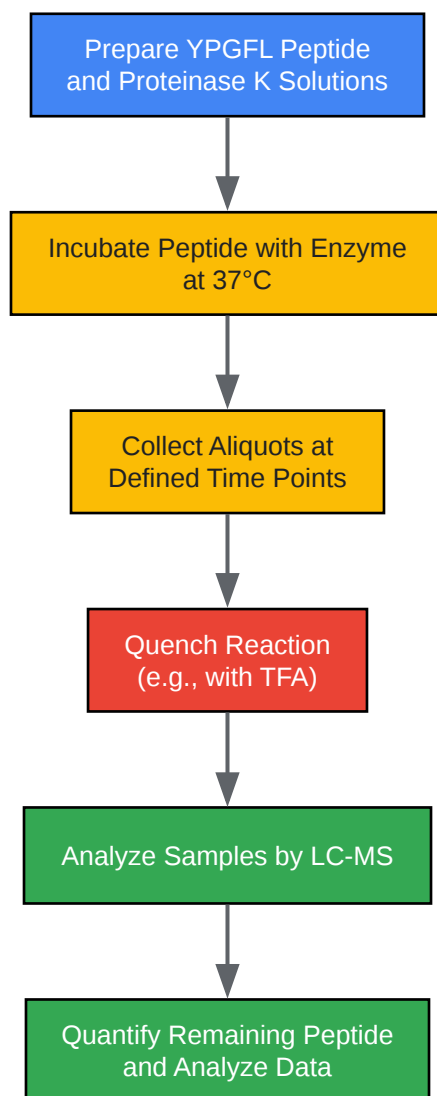 Prepare YPGFL Peptide
and Proteinase K Solutions
Incubate Peptide with Enzyme
at 37°C
Collect Aliquots at
Defined Time Points
Quench Reaction
(e.g., with TFA)
Analyze Samples by LC-MS
Quantify Remaining Peptide
and Analyze Data